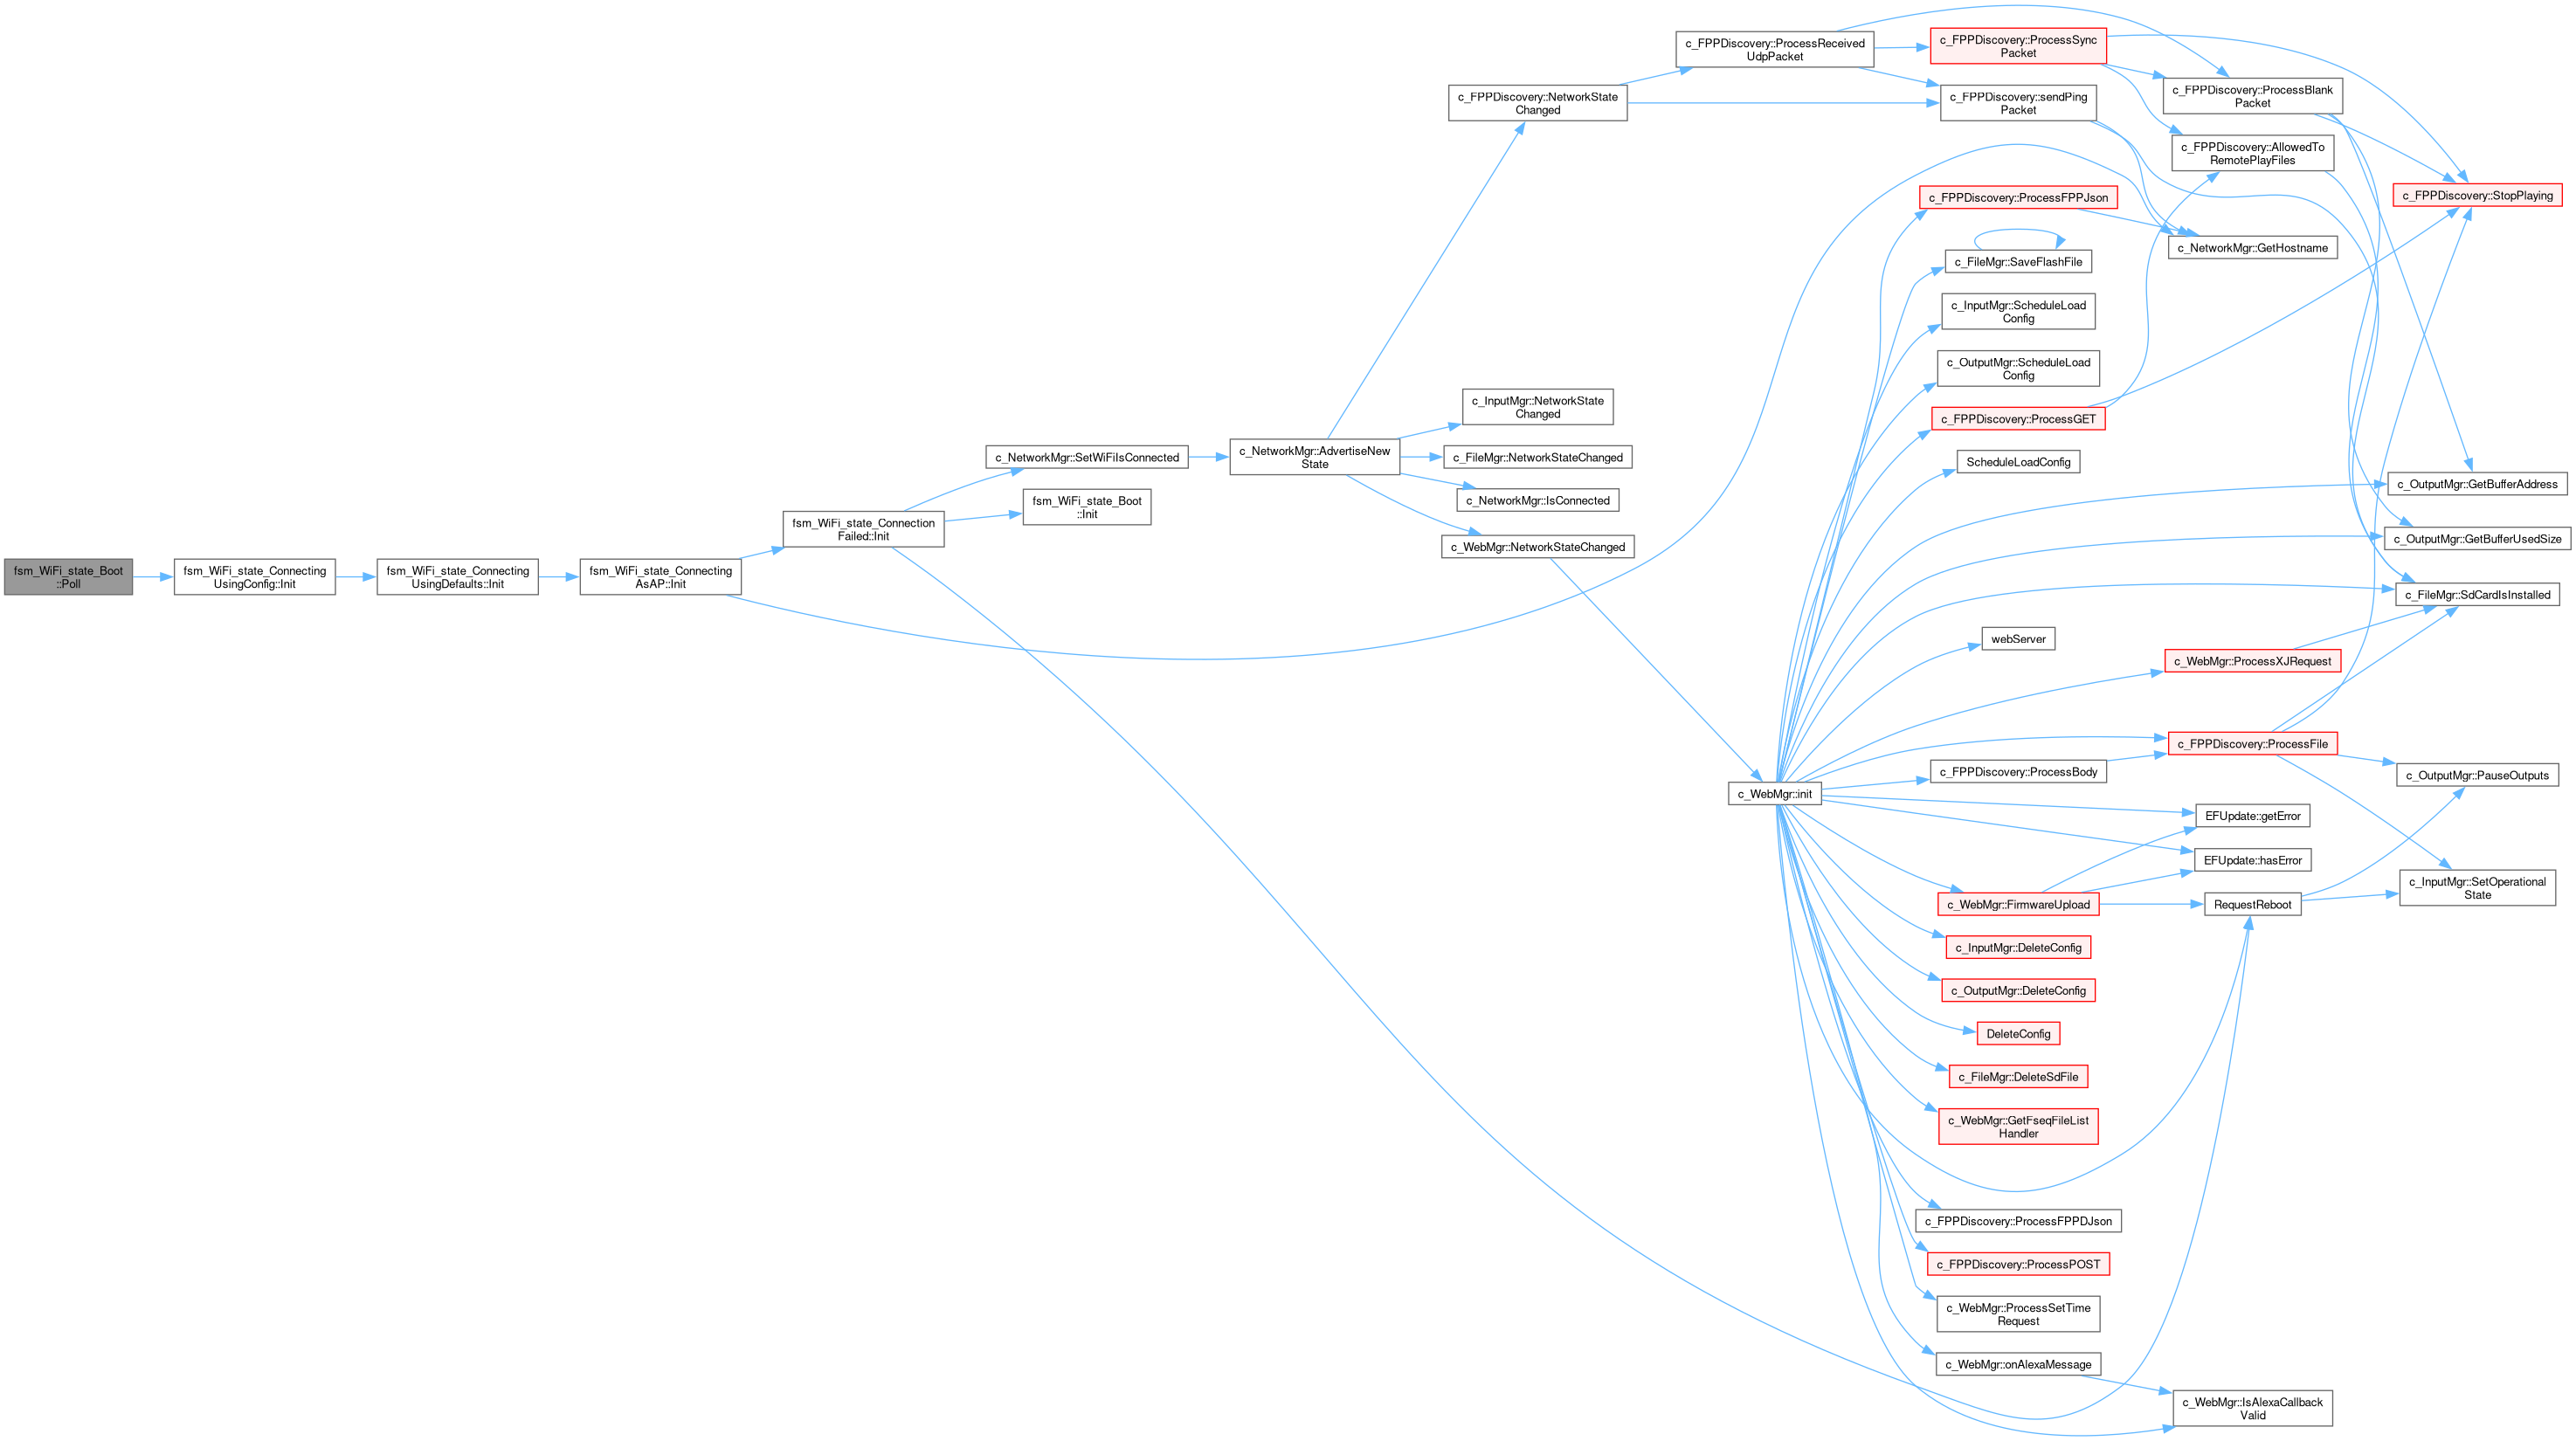 fsm_WiFi_state_Boot
::Poll
fsm_WiFi_state_Connecting
UsingConfig::Init
fsm_WiFi_state_Connecting
UsingDefaults::Init
fsm_WiFi_state_Connecting
AsAP::Init
fsm_WiFi_state_Connection
Failed::Init
c_NetworkMgr::SetWiFiIsConnected
fsm_WiFi_state_Boot
::Init
c_NetworkMgr::AdvertiseNew
State
c_FPPDiscovery::NetworkState
Changed
c_InputMgr::NetworkState
Changed
c_FileMgr::NetworkStateChanged
c_NetworkMgr::IsConnected
c_WebMgr::NetworkStateChanged
c_FPPDiscovery::ProcessReceived
UdpPacket
c_WebMgr::init
c_FPPDiscovery::ProcessSync
Packet
c_FPPDiscovery::sendPing
Packet
c_FPPDiscovery::ProcessFPPJson
c_FileMgr::SaveFlashFile
c_InputMgr::ScheduleLoad
Config
c_OutputMgr::ScheduleLoad
Config
c_FPPDiscovery::ProcessGET
ScheduleLoadConfig
webServer
c_FPPDiscovery::ProcessBody
c_WebMgr::FirmwareUpload
c_InputMgr::DeleteConfig
c_OutputMgr::DeleteConfig
DeleteConfig
c_FileMgr::DeleteSdFile
c_WebMgr::GetFseqFileList
Handler
c_FPPDiscovery::ProcessFPPDJson
c_FPPDiscovery::ProcessPOST
c_WebMgr::ProcessSetTime
Request
c_WebMgr::onAlexaMessage
c_FPPDiscovery::ProcessBlank
Packet
c_FPPDiscovery::AllowedTo
RemotePlayFiles
c_NetworkMgr::GetHostname
c_WebMgr::ProcessXJRequest
c_FPPDiscovery::ProcessFile
EFUpdate::getError
EFUpdate::hasError
RequestReboot
c_WebMgr::IsAlexaCallback
Valid
c_FPPDiscovery::StopPlaying
c_OutputMgr::GetBufferAddress
c_OutputMgr::GetBufferUsedSize
c_FileMgr::SdCardIsInstalled
c_OutputMgr::PauseOutputs
c_InputMgr::SetOperational
State